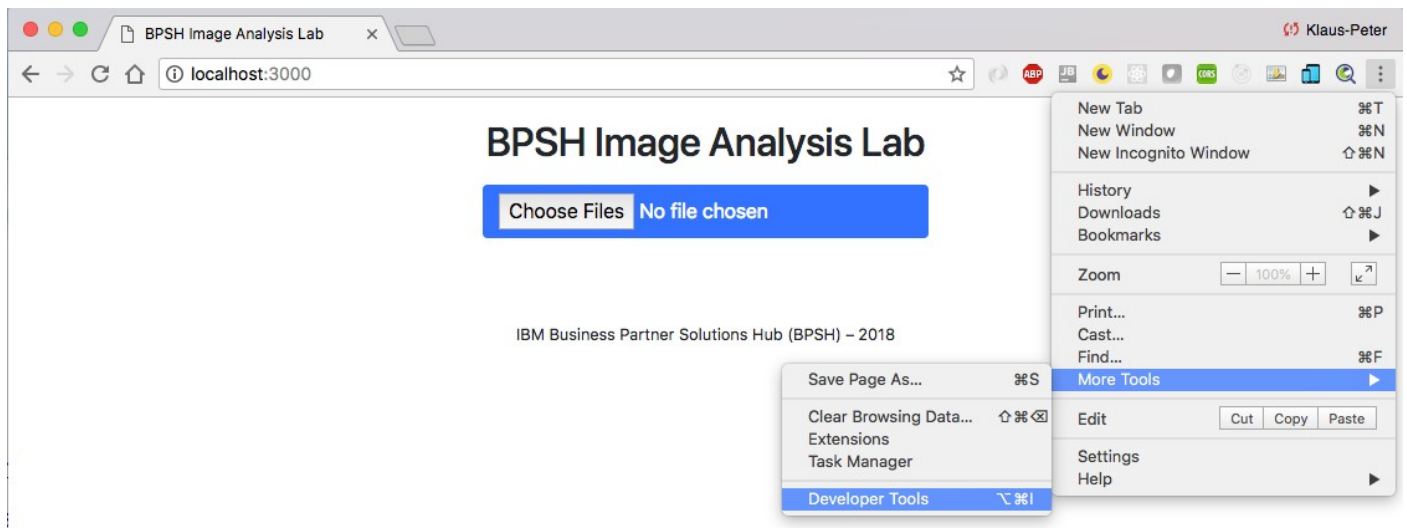 BPSH Image Analysis Lab
Klaus-Peter
localhost:3000
ABP JB CORS
BPSH Image Analysis Lab
Choose Files No file chosen
IBM Business Partner Solutions Hub (BPSH) – 2018
New Tab ⌘T
New Window ⌘N
New Incognito Window ⇧⌘N
History ▶
Downloads ⇧⌘J
Bookmarks ▶
Zoom − 100% +
Print... ⌘P
Cast...
Find... ⌘F
More Tools ▶
Edit Cut Copy Paste
Settings
Help ▶
Save Page As... ⌘S
Clear Browsing Data... ⇧⌘⌫
Extensions
Task Manager
Developer Tools ⌥⌘I